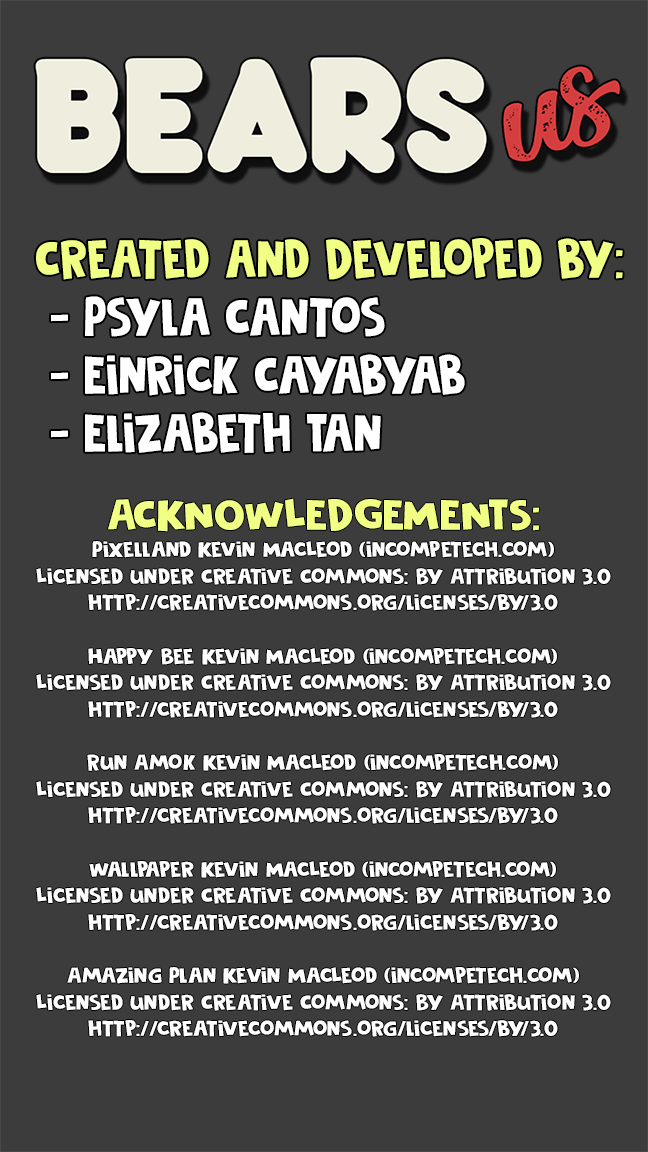 BEARS us
CREATED AND DEVELOPED BY:
- PSYLA CANTOS
- EiNRiCK CAYABYAB
- ELiZABETH TAN
ACKNOWLEDGEMENTS:
PiXELLAND KEViN MACLEOD (iNCOMPETECH.COM)
LiCENSED UNDER CREATiVE COMMONS: BY ATTRiBUTiON 3.0
HTTP://CREATiVECOMMONS.ORG/LiCENSES/BY/3.0
HAPPY BEE KEViN MACLEOD (iNCOMPETECH.COM)
LiCENSED UNDER CREATiVE COMMONS: BY ATTRiBUTiON 3.0
HTTP://CREATiVECOMMONS.ORG/LiCENSES/BY/3.0
RUN AMOK KEViN MACLEOD (iNCOMPETECH.COM)
LiCENSED UNDER CREATiVE COMMONS: BY ATTRiBUTiON 3.0
HTTP://CREATiVECOMMONS.ORG/LiCENSES/BY/3.0
WALLPAPER KEViN MACLEOD (iNCOMPETECH.COM)
LiCENSED UNDER CREATiVE COMMONS: BY ATTRiBUTiON 3.0
HTTP://CREATiVECOMMONS.ORG/LiCENSES/BY/3.0
AMAZiNG PLAN KEViN MACLEOD (iNCOMPETECH.COM)
LiCENSED UNDER CREATiVE COMMONS: BY ATTRiBUTiON 3.0
HTTP://CREATiVECOMMONS.ORG/LiCENSES/BY/3.0